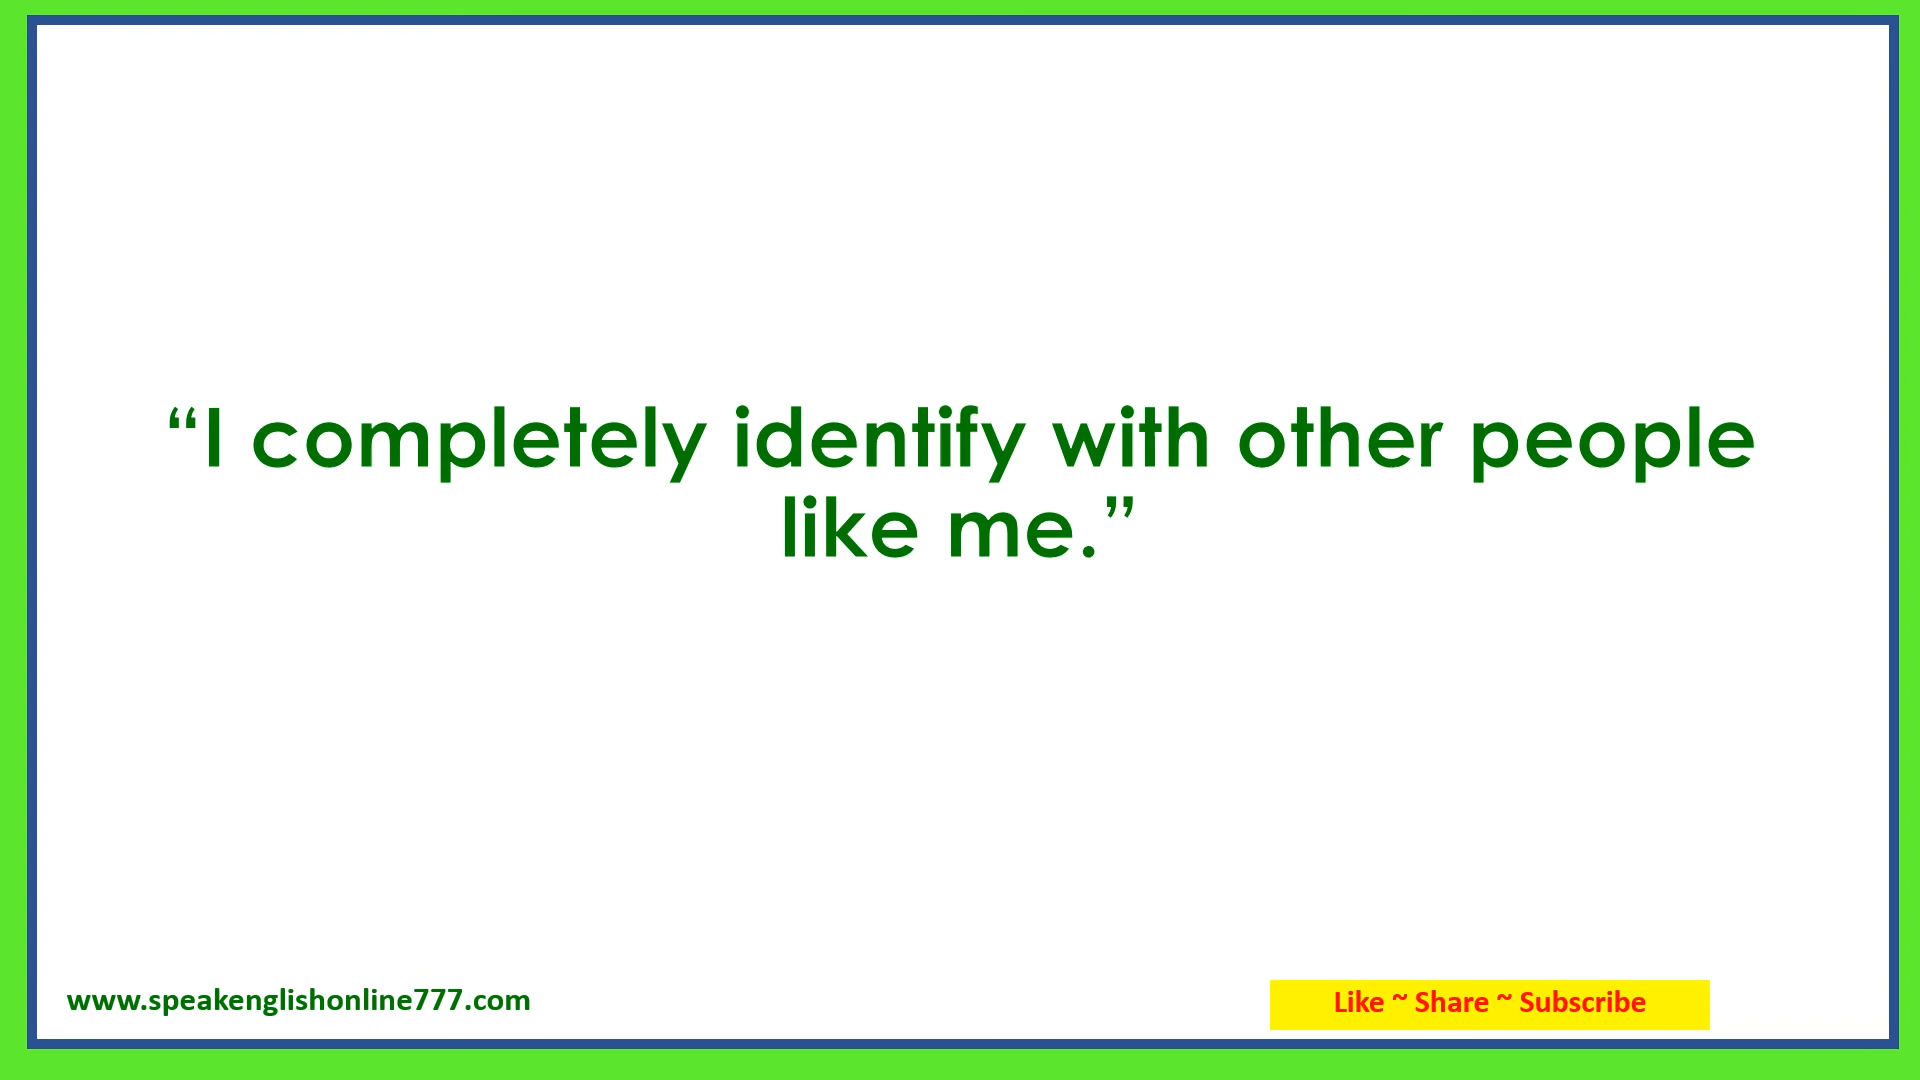 “I completely identify with other people
like me.”
www.speakenglishonline777.com
Like ~ Share ~ Subscribe